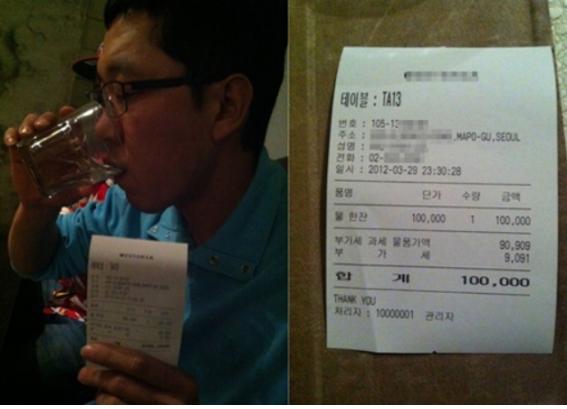 테이블 : TA13
번호 : 105-13
주소 : ,MAPO-GU,SEOUL
성명 :
전화 : 02-
일시 : 2012-03-29 23:30:28
품명 단가 수량 금액
물 한잔 100,000 1 100,000
부가세 과세 물품가액 90,909
부 가 세 9,091
합 계 100,000
THANK YOU
처리자 : 10000001 관리자